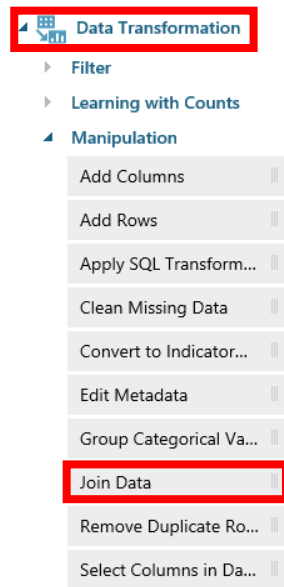 Data Transformation
Filter
Learning with Counts
Manipulation
Add Columns
Add Rows
Apply SQL Transform...
Clean Missing Data
Convert to Indicator...
Edit Metadata
Group Categorical Va...
Join Data
Remove Duplicate Ro...
Select Columns in Da...